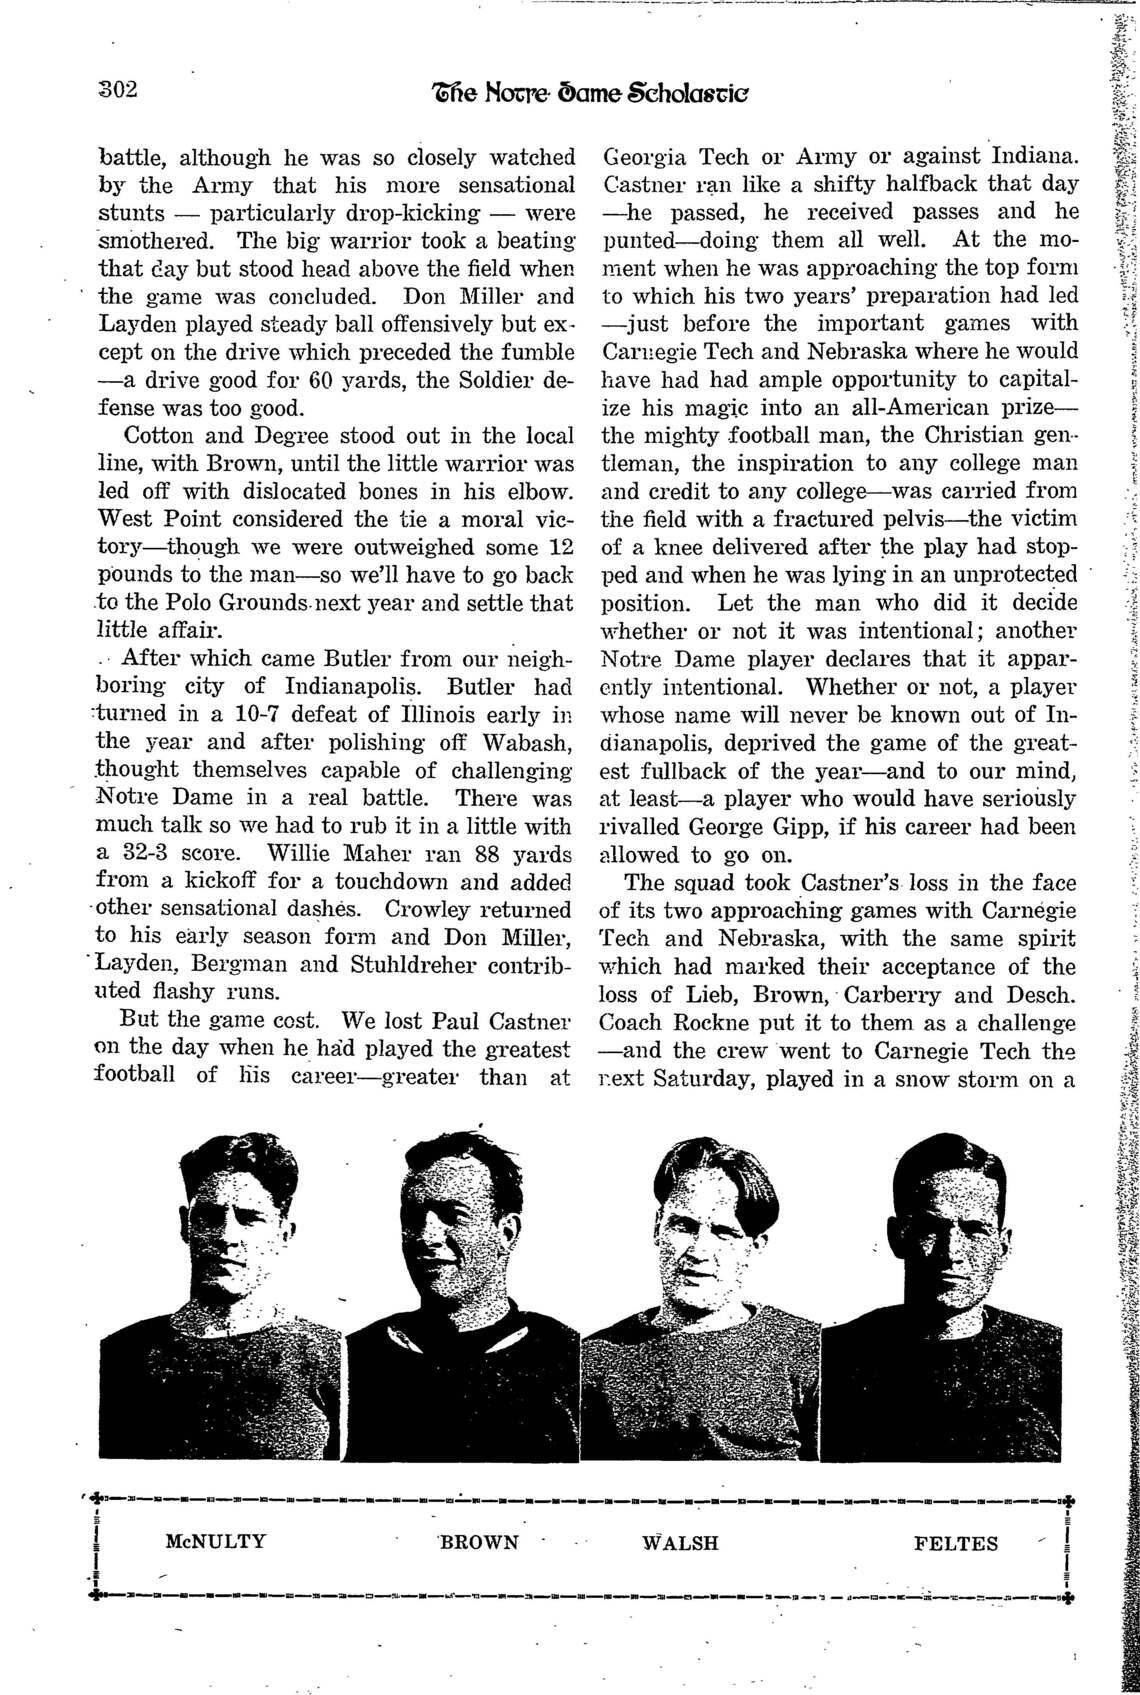 302
The Notre Dame Scholastic
battle, although he was so closely watched
by the Army that his more sensational
stunts — particularly drop-kicking — were
smothered. The big warrior took a beating
that day but stood head above the field when
the game was concluded. Don Miller and
Layden played steady ball offensively but ex-
cept on the drive which preceded the fumble
—a drive good for 60 yards, the Soldier de-
fense was too good.
Cotton and Degree stood out in the local
line, with Brown, until the little warrior was
led off with dislocated bones in his elbow.
West Point considered the tie a moral vic-
tory—though we were outweighed some 12
pounds to the man—so we'll have to go back
to the Polo Grounds next year and settle that
little affair.
After which came Butler from our neigh-
boring city of Indianapolis. Butler had
turned in a 10-7 defeat of Illinois early in
the year and after polishing off Wabash,
thought themselves capable of challenging
Notre Dame in a real battle. There was
much talk so we had to rub it in a little with
a 32-3 score. Willie Maher ran 88 yards
from a kickoff for a touchdown and added
other sensational dashes. Crowley returned
to his early season form and Don Miller,
Layden, Bergman and Stuhldreher contrib-
uted flashy runs.
But the game cost. We lost Paul Castner
on the day when he had played the greatest
football of his career—greater than at
Georgia Tech or Army or against Indiana.
Castner ran like a shifty halfback that day
—he passed, he received passes and he
punted—doing them all well. At the mo-
ment when he was approaching the top form
to which his two years' preparation had led
—just before the important games with
Carnegie Tech and Nebraska where he would
have had had ample opportunity to capital-
ize his magic into an all-American prize—
the mighty football man, the Christian gen-
tleman, the inspiration to any college man
and credit to any college—was carried from
the field with a fractured pelvis—the victim
of a knee delivered after the play had stop-
ped and when he was lying in an unprotected
position. Let the man who did it decide
whether or not it was intentional; another
Notre Dame player declares that it appar-
ently intentional. Whether or not, a player
whose name will never be known out of In-
dianapolis, deprived the game of the great-
est fullback of the year—and to our mind,
at least—a player who would have seriously
rivalled George Gipp, if his career had been
allowed to go on.
The squad took Castner's loss in the face
of its two approaching games with Carnegie
Tech and Nebraska, with the same spirit
which had marked their acceptance of the
loss of Lieb, Brown, Carberry and Desch.
Coach Rockne put it to them as a challenge
—and the crew went to Carnegie Tech the
next Saturday, played in a snow storm on a
McNULTY BROWN WALSH FELTES